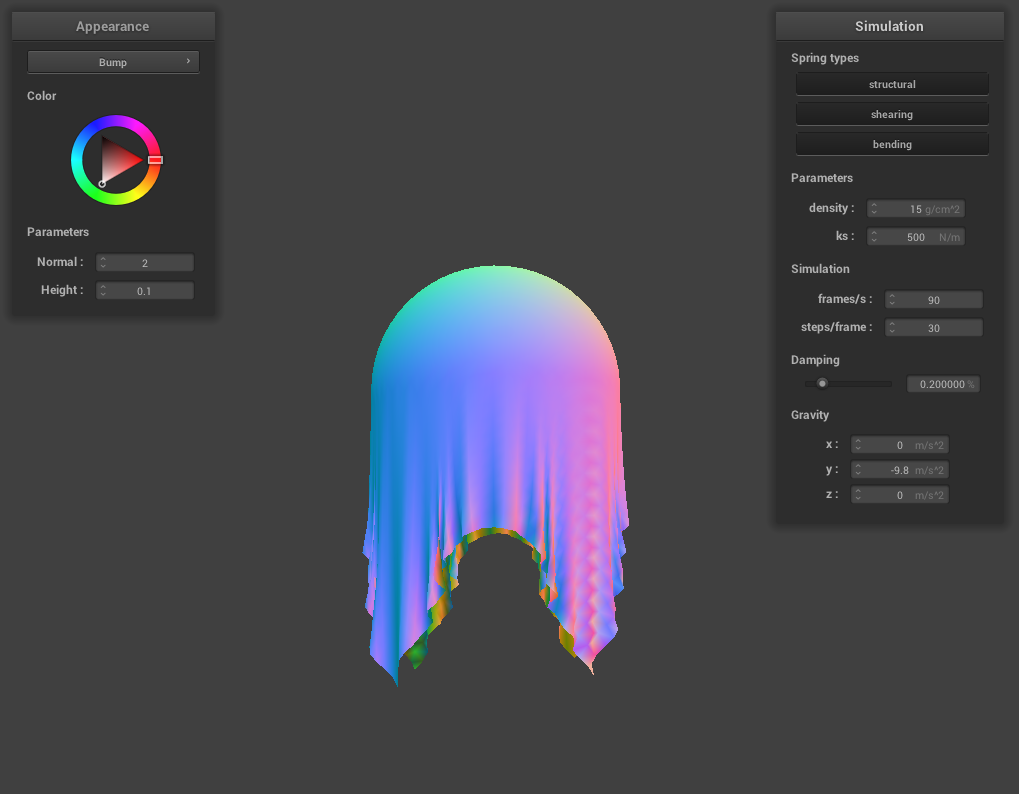 Appearance
Bump ›
Color
Parameters
Normal : 2
Height : 0.1
Simulation
Spring types
structural
shearing
bending
Parameters
density : 15 g/cm^2
ks : 500 N/m
Simulation
frames/s : 90
steps/frame : 30
Damping
0.200000 %
Gravity
x : 0 m/s^2
y : -9.8 m/s^2
z : 0 m/s^2